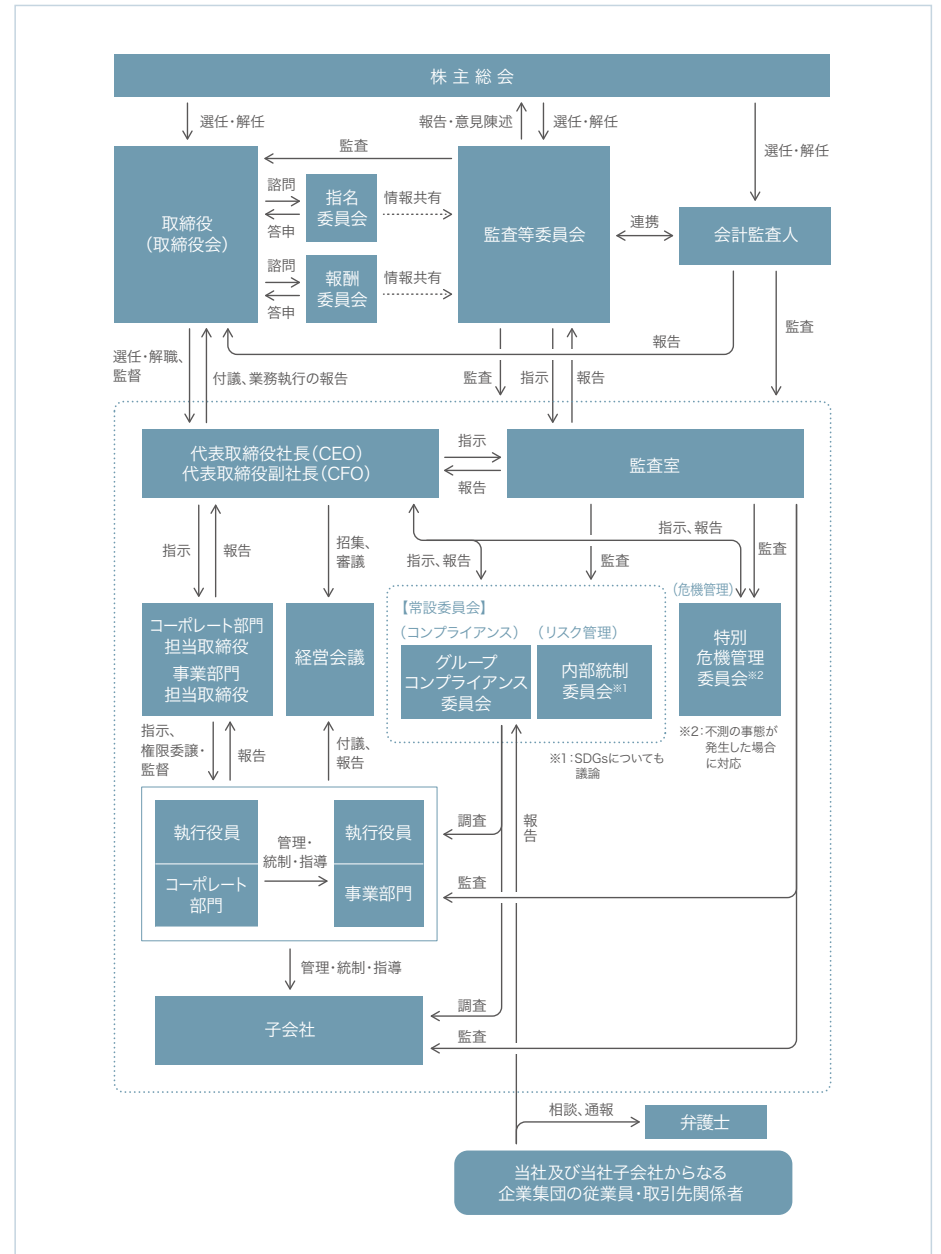 株主総会
選任・解任
報告・意見陳述
選任・解任
選任・解任
監査
取締役
(取締役会)
諮問
答申
指名
委員会
情報共有
諮問
答申
報酬
委員会
情報共有
監査等委員会
連携
会計監査人
報告
監査
選任・解職、
監督
付議、業務執行の報告
監査
指示
報告
代表取締役社長(CEO)
代表取締役副社長(CFO)
指示
報告
監査室
指示
報告
招集、
審議
指示、報告
監査
指示、報告
監査
コーポレート部門
担当取締役
事業部門
担当取締役
経営会議
【常設委員会】
(コンプライアンス)
グループ
コンプライアンス
委員会
(リスク管理)
内部統制
委員会※1
(危機管理)
特別
危機管理
委員会※2
※1:SDGsについても
議論
※2:不測の事態が
発生した場合
に対応
指示、
権限委譲・
監督
報告
付議、
報告
執行役員
コーポレート
部門
管理・
統制・指導
執行役員
事業部門
調査
報告
監査
管理・統制・指導
子会社
調査
監査
相談、通報
弁護士
当社及び当社子会社からなる
企業集団の従業員・取引先関係者